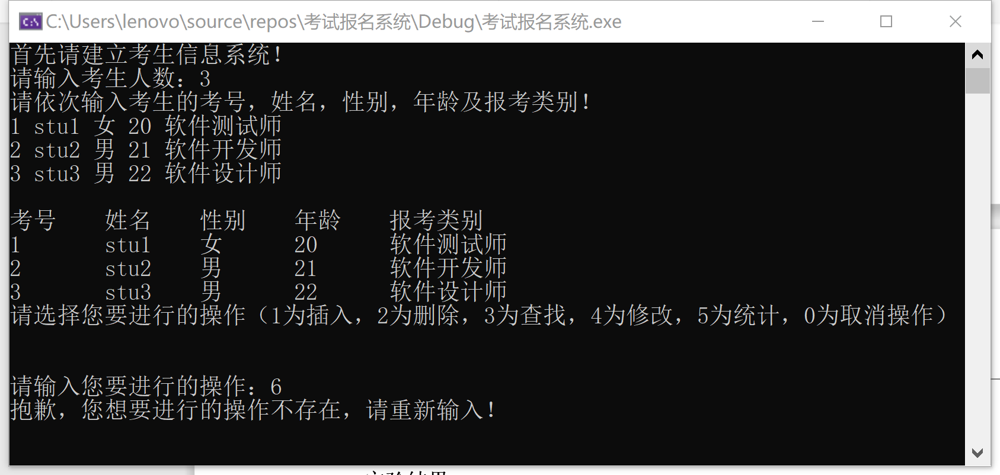 C:\Users\lenovo\source\repos\考试报名系统\Debug\考试报名系统.exe
首先请建立考生信息系统！
请输入考生人数：3
请依次输入考生的考号，姓名，性别，年龄及报考类别！
1 stu1 女 20 软件测试师
2 stu2 男 21 软件开发师
3 stu3 男 22 软件设计师
考号 姓名 性别 年龄 报考类别
1 stu1 女 20 软件测试师
2 stu2 男 21 软件开发师
3 stu3 男 22 软件设计师
请选择您要进行的操作（1为插入，2为删除，3为查找，4为修改，5为统计，0为取消操作）
请输入您要进行的操作：6
抱歉，您想要进行的操作不存在，请重新输入！